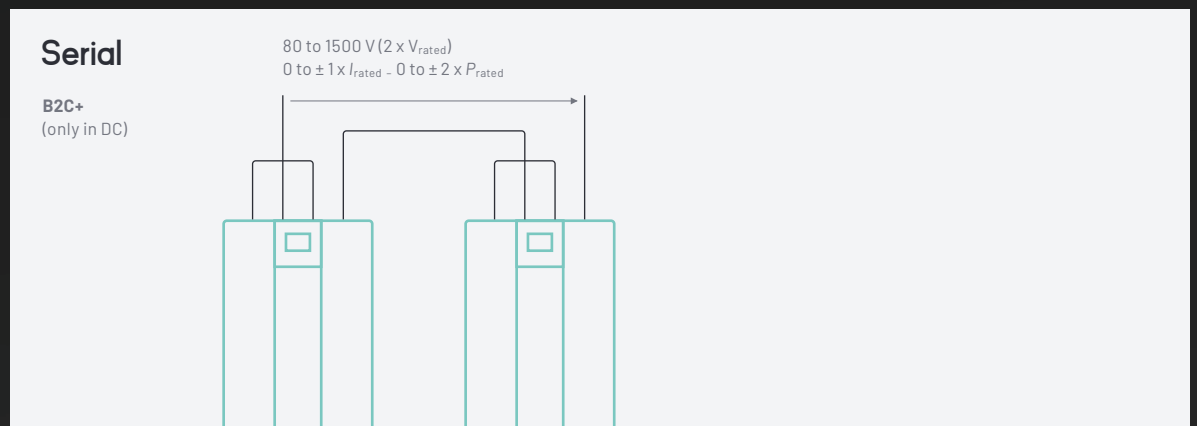 Serial
B2C+
(only in DC)
80 to 1500 V (2 x Vrated)
0 to ± 1 x Irated - 0 to ± 2 x Prated